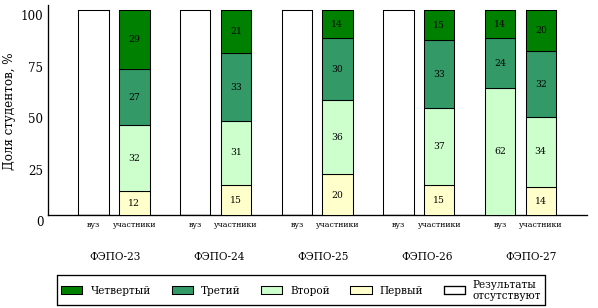 Доля студентов, %
100
75
50
25
0
29 21 14 15 14 20
27 33 30 33 24 32
32 31 36 37 62 34
12 15 20 15 14
вуз участники вуз участники вуз участники вуз участники вуз участники
ФЭПО-23 ФЭПО-24 ФЭПО-25 ФЭПО-26 ФЭПО-27
Четвертый Третий Второй Первый Результаты
отсутствуют